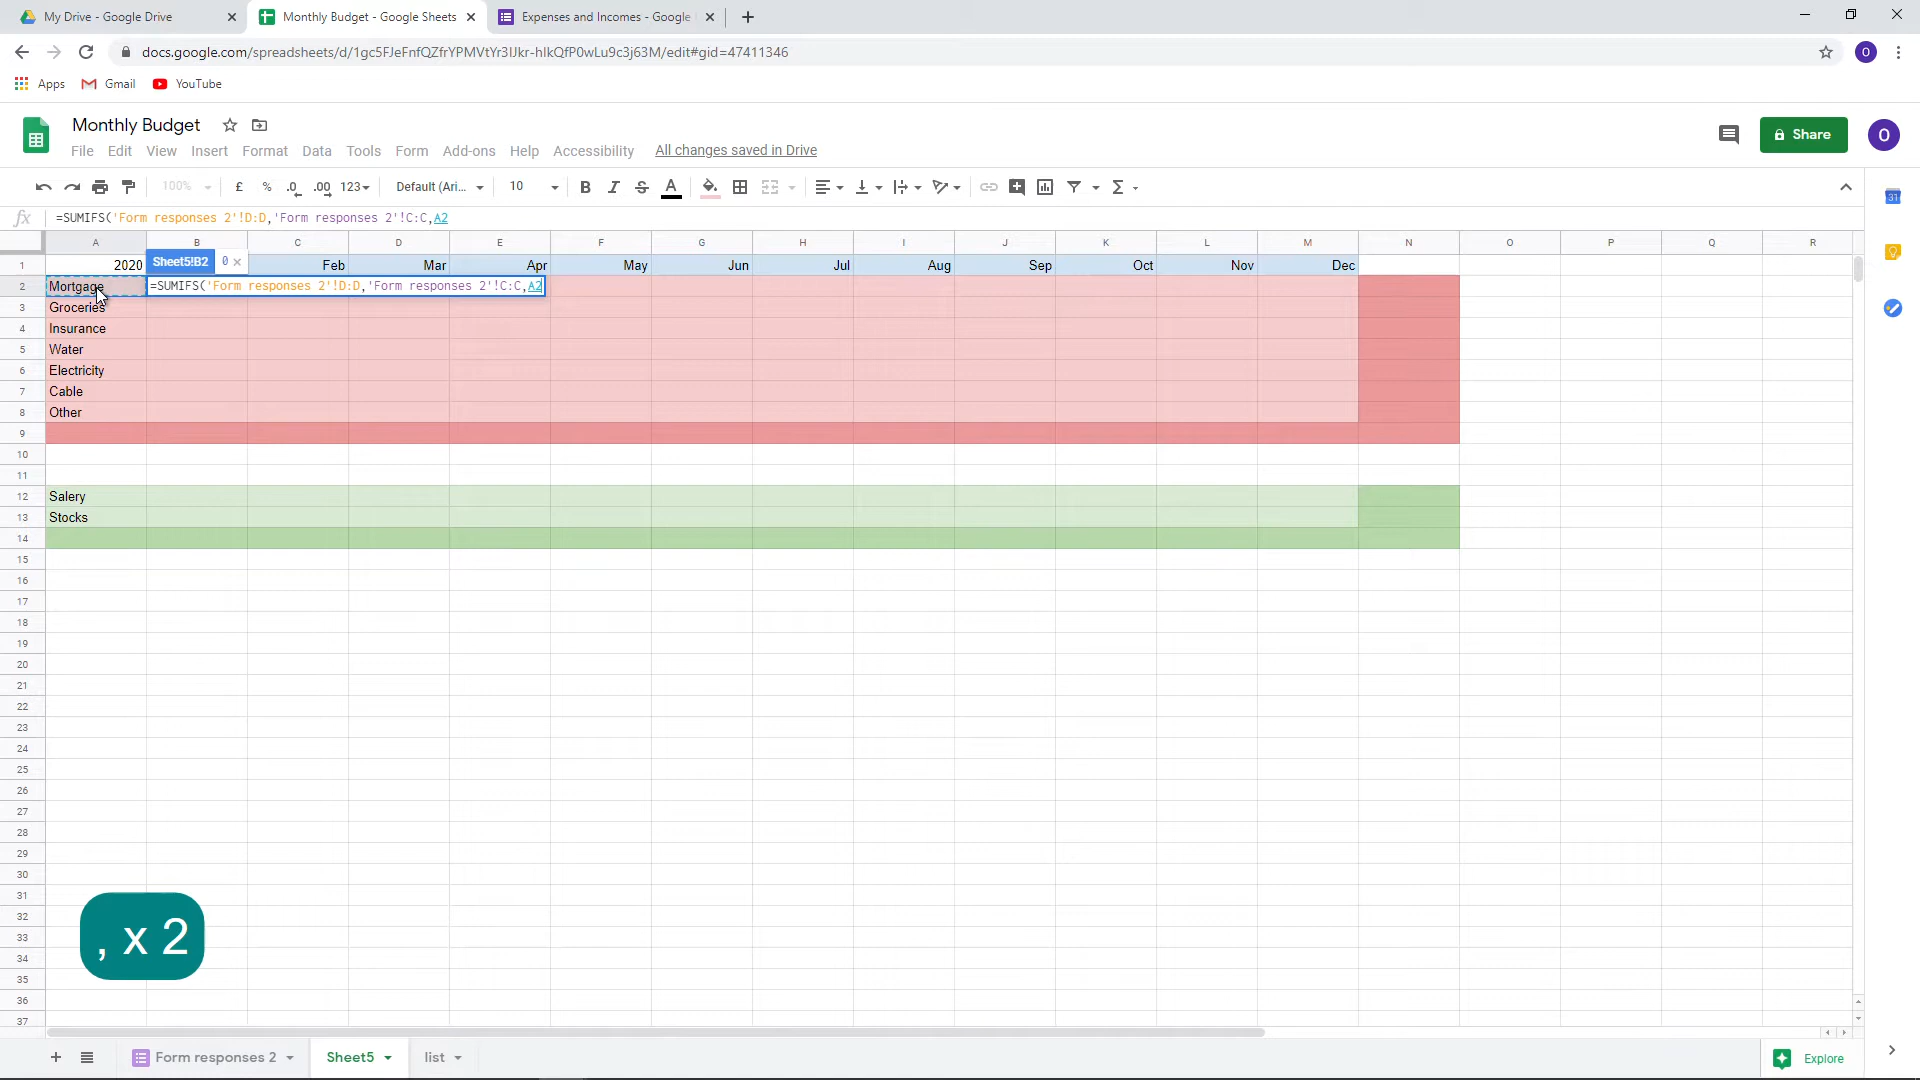 My Drive - Google Drive
Monthly Budget - Google Sheets
Expenses and Incomes - Google
docs.google.com/spreadsheets/d/1gc5FJeFnfQZfrYPMVtYr3IJkr-hIkQfP0wLu9c3j63M/edit#gid=47411346
O
Apps Gmail YouTube
Monthly Budget
File Edit View Insert Format Data Tools Form Add-ons Help Accessibility All changes saved in Drive
Share
O
100% £ % .0 .00 123 Default (Ari... 10 B I S A Σ
fx =SUMIFS('Form responses 2'!D:D,'Form responses 2'!C:C,A2
31
A B C D E F G H I J K L M N O P Q R
Sheet5!B2 0
1 2020 Feb Mar Apr May Jun Jul Aug Sep Oct Nov Dec
2 Mortgage =SUMIFS('Form responses 2'!D:D,'Form responses 2'!C:C,A2
3 Groceries
4 Insurance
5 Water
6 Electricity
7 Cable
8 Other
9
10
11
12 Salery
13 Stocks
14
15
16
17
18
19
20
21
22
23
24
25
26
27
28
29
30
31
32
33
34
35
36
37
, x 2
Form responses 2 Sheet5 list Explore